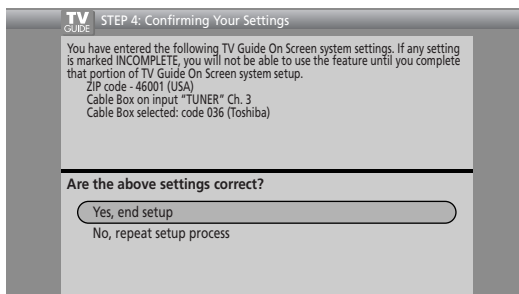 TV GUIDE STEP 4: Confirming Your Settings
You have entered the following TV Guide On Screen system settings. If any setting
is marked INCOMPLETE, you will not be able to use the feature until you complete
that portion of TV Guide On Screen system setup.
ZIP code - 46001 (USA)
Cable Box on input “TUNER” Ch. 3
Cable Box selected: code 036 (Toshiba)
Are the above settings correct?
Yes, end setup
No, repeat setup process